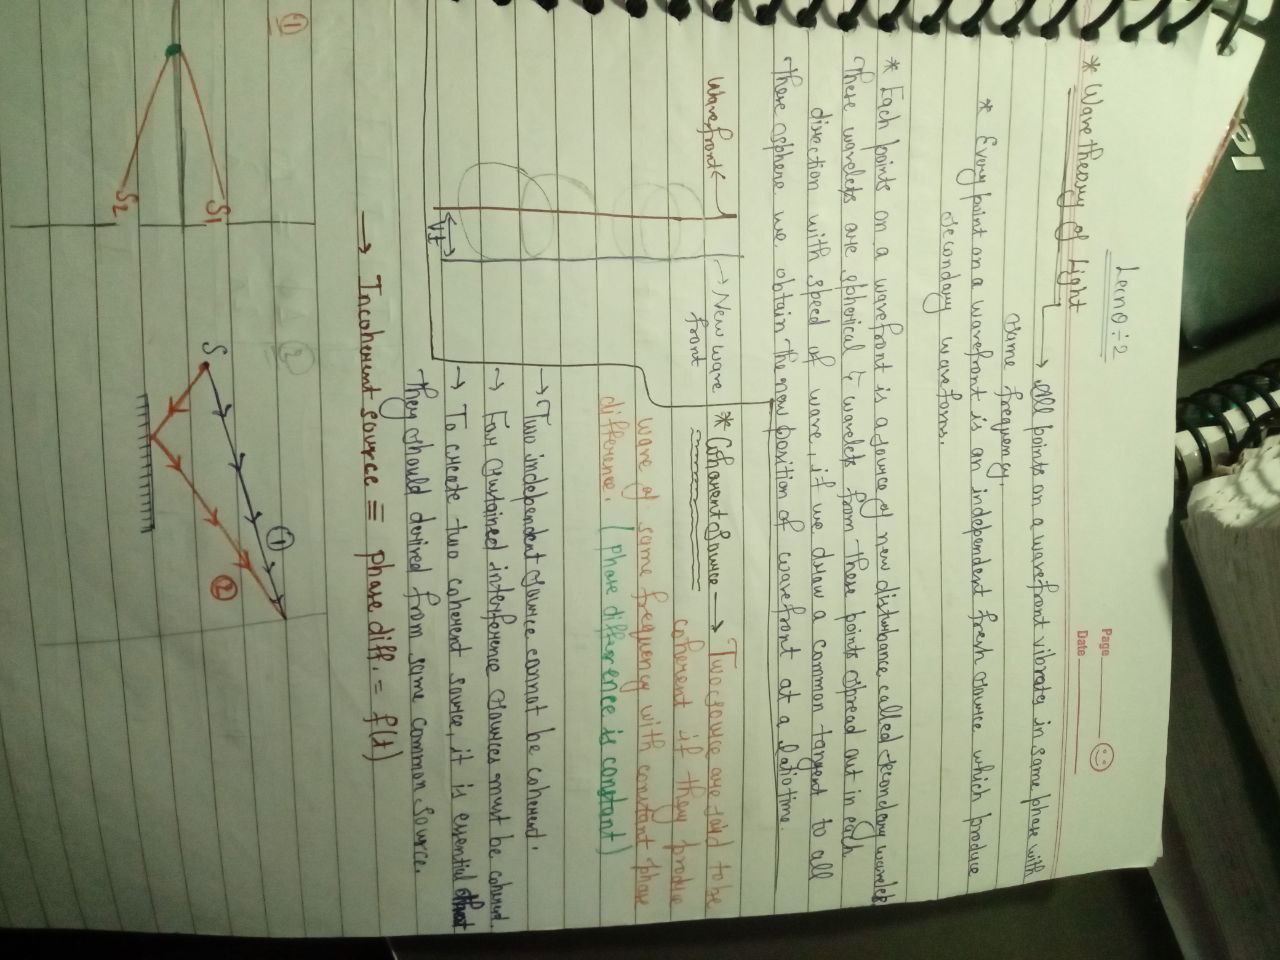 Page
Date
Lecn0÷2
* Wave theory of Light
→ All points on a wavefront vibrates in same phase with
same frequency.
* Every point on a wavefront is an independent fresh source which produce
secondary waveforms.
* Each points on a wavefront is a source of new disturbance called secondary wavelets
These wavelets are spherical & wavelets from these points spread out in each
direction with speed of wave, if we draw a common tangent to all
these sphere we obtain the new position of wavefront at a
time.
Wavefront
→ New wave
front
vt
* Coherent Source → Two source are said to be
coherent if they produce
wave of same frequency with constant phase
difference. (Phase difference is constant)
→ Two independent source cannot be coherent.
→ For sustained interference sources must be coherent.
→ To create two coherent source, it is essential that
they should derived from same common source.
→ Incoherent source ≡ phase diff. = f(t)
①
S1
S2
②
S
①
②